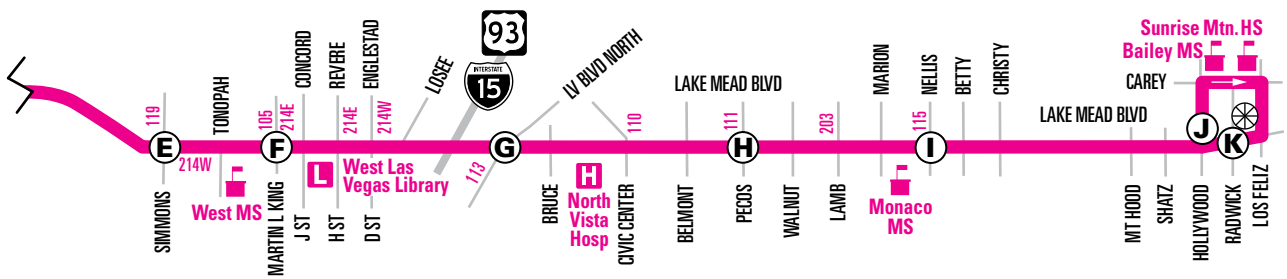 Sunrise Mtn. HS
Bailey MS
93
INTERSTATE
15
CONCORD
REVERE
ENGLESTAD
LOSEE
LV BLVD NORTH
LAKE MEAD BLVD
MARION
NELLIS
BETTY
CHRISTY
CAREY
LAKE MEAD BLVD
119
TONOPAH
105
214E
214E
214W
113
110
111
203
115
E
F
G
H
I
J
K
214W
L
West Las
Vegas Library
H
North
Vista
Hosp
West MS
Monaco
MS
SIMMONS
MARTIN L KING
J ST
H ST
D ST
BRUCE
CIVIC CENTER
BELMONT
PECOS
WALNUT
LAMB
MT HOOD
SHATZ
HOLLYWOOD
RADWICK
LOS FELIZ